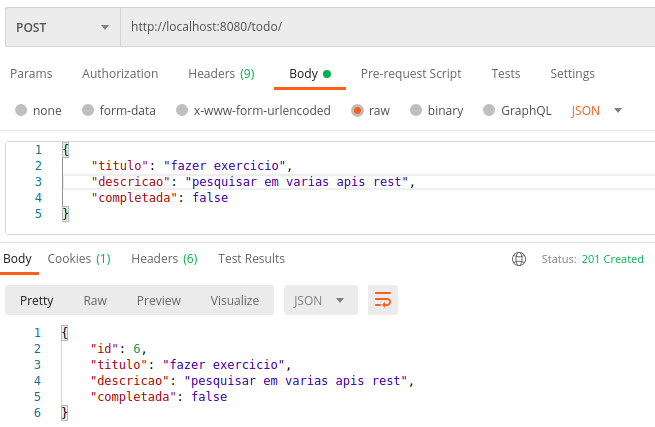 POST http://localhost:8080/todo/
Params Authorization Headers (9) Body Pre-request Script Tests Settings
none form-data x-www-form-urlencoded raw binary GraphQL JSON
1 {
2 "titulo": "fazer exercicio",
3 "descricao": "pesquisar em varias apis rest",
4 "completada": false
5 }
Body Cookies (1) Headers (6) Test Results Status: 201 Created
Pretty Raw Preview Visualize JSON
1 {
2 "id": 6,
3 "titulo": "fazer exercicio",
4 "descricao": "pesquisar em varias apis rest",
5 "completada": false
6 }